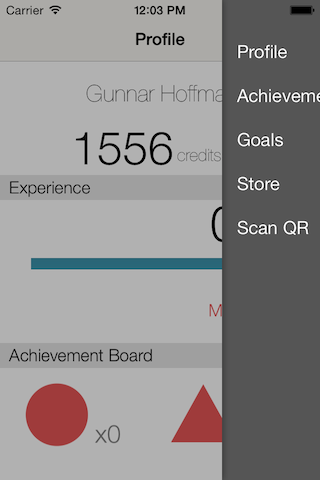 Carrier 12:03 PM
Profile
Gunnar Hoffma
1556 credits
Experience
0
M
Achievement Board
x0
Profile
Achieveme
Goals
Store
Scan QR